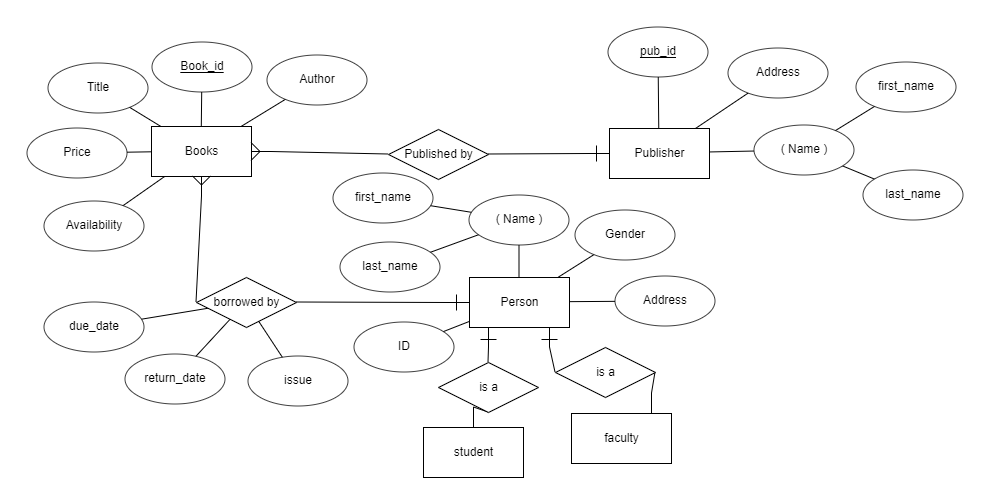 pub_id
Book_id
Address
Author
Title
first_name
( Name )
Books
Price
Published by
Publisher
last_name
first_name
( Name )
Availability
Gender
last_name
borrowed by
Person
Address
due_date
ID
return_date
issue
is a
is a
faculty
student